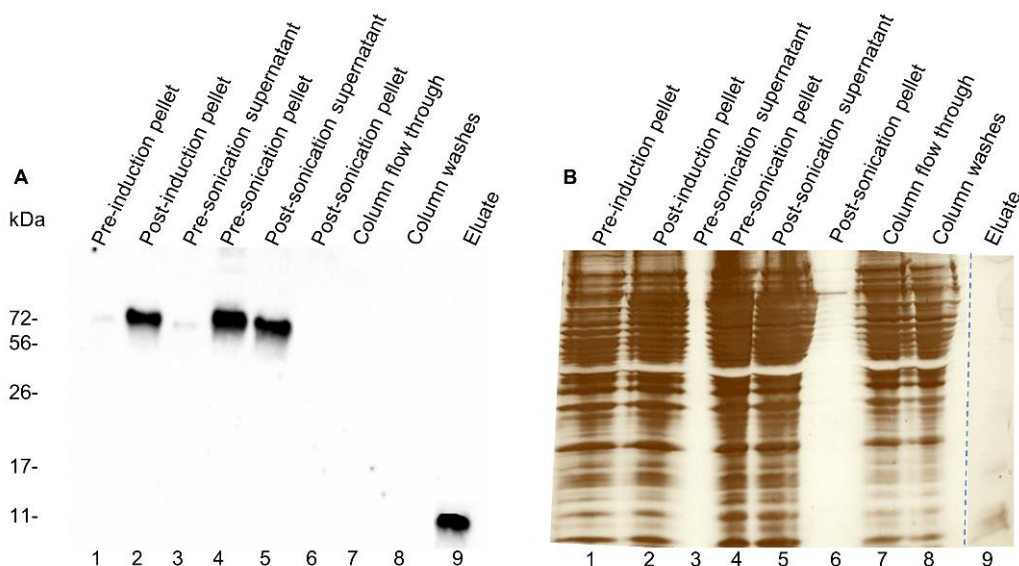 A
kDa
Pre-induction pellet
Post-induction pellet
Pre-sonication supernatant
Pre-sonication pellet
Post-sonication supernatant
Post-sonication pellet
Column flow through
Column washes
Eluate
72-
56-
26-
17-
11-
1 2 3 4 5 6 7 8 9
B
Pre-induction pellet
Post-induction pellet
Pre-sonication supernatant
Pre-sonication pellet
Post-sonication supernatant
Post-sonication pellet
Column flow through
Column washes
Eluate
1 2 3 4 5 6 7 8 9